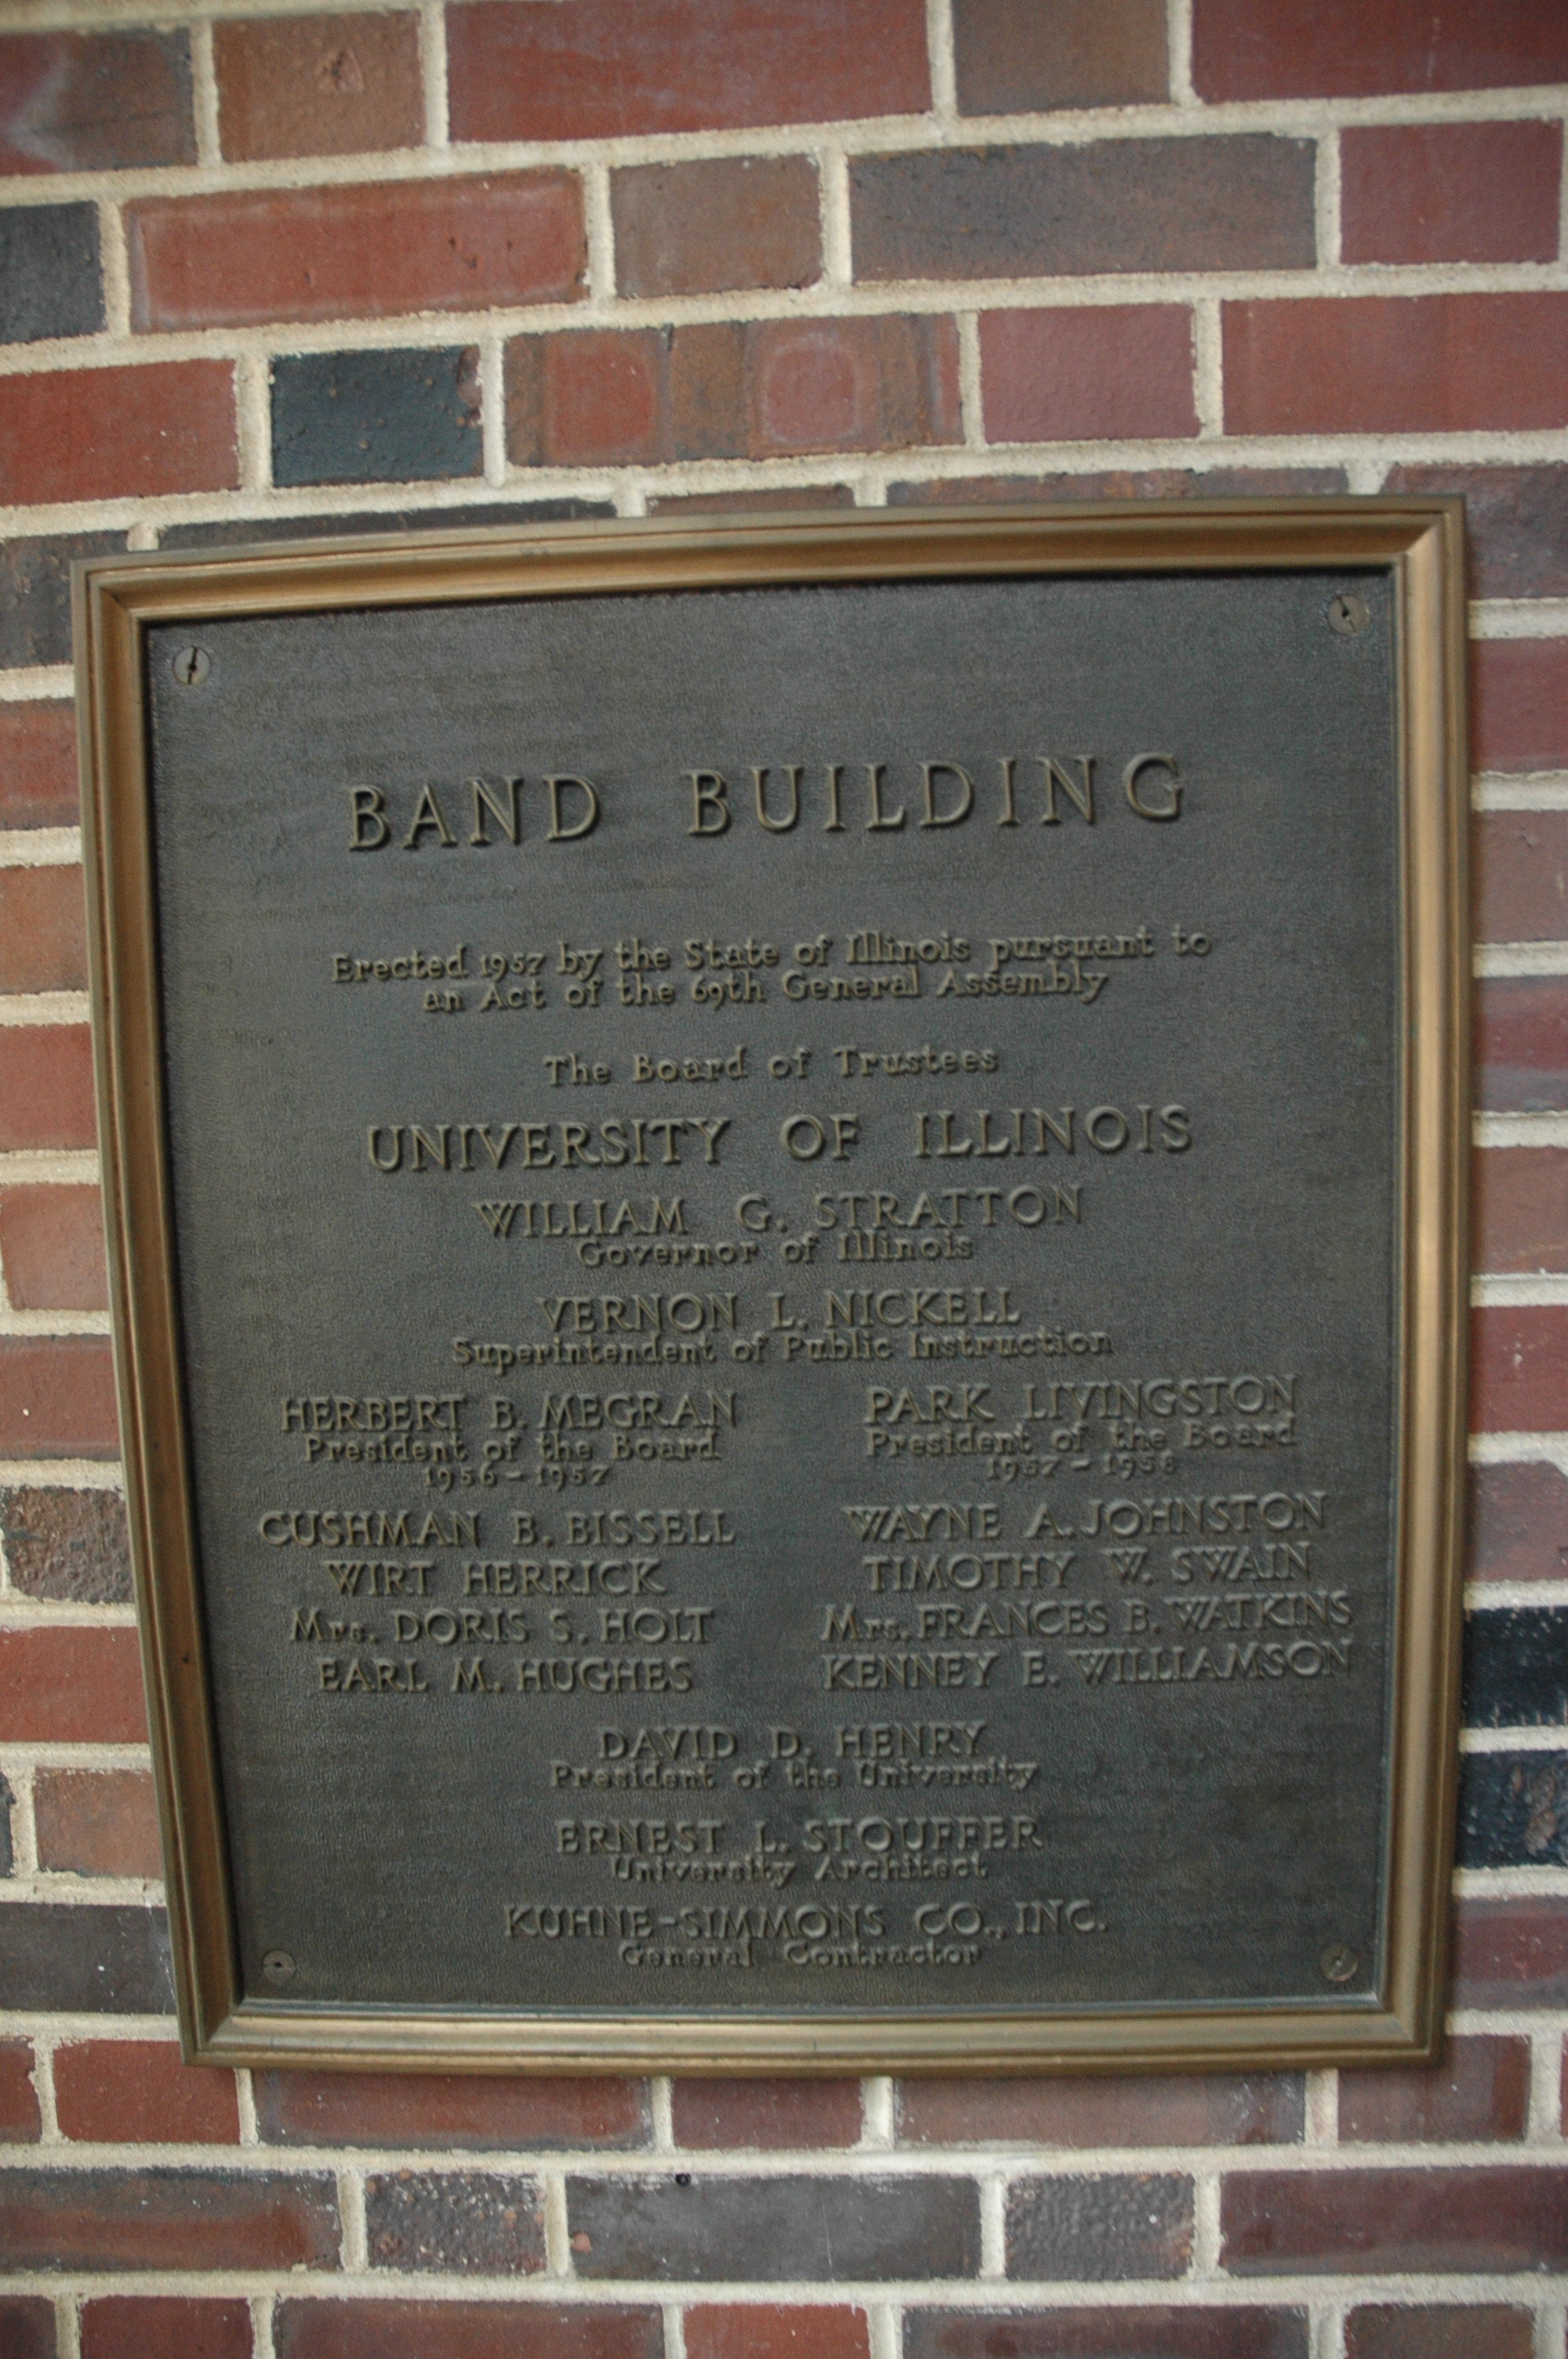 BAND BUILDING
Erected 1957 by the State of Illinois pursuant to
an Act of the 69th General Assembly
The Board of Trustees
UNIVERSITY OF ILLINOIS
WILLIAM G. STRATTON
Governor of Illinois
VERNON L. NICKELL
Superintendent of Public Instruction
HERBERT B. MEGRAN
President of the Board
1956 - 1957
PARK LIVINGSTON
President of the Board
1957 - 1958
CUSHMAN B. BISSELL
WIRT HERRICK
Mrs. DORIS S. HOLT
EARL M. HUGHES
WAYNE A. JOHNSTON
TIMOTHY W. SWAIN
Mrs. FRANCES B. WATKINS
KENNEY E. WILLIAMSON
DAVID D. HENRY
President of the University
ERNEST L. STOUFFER
University Architect
KUHNE-SIMMONS CO., INC.
General Contractor